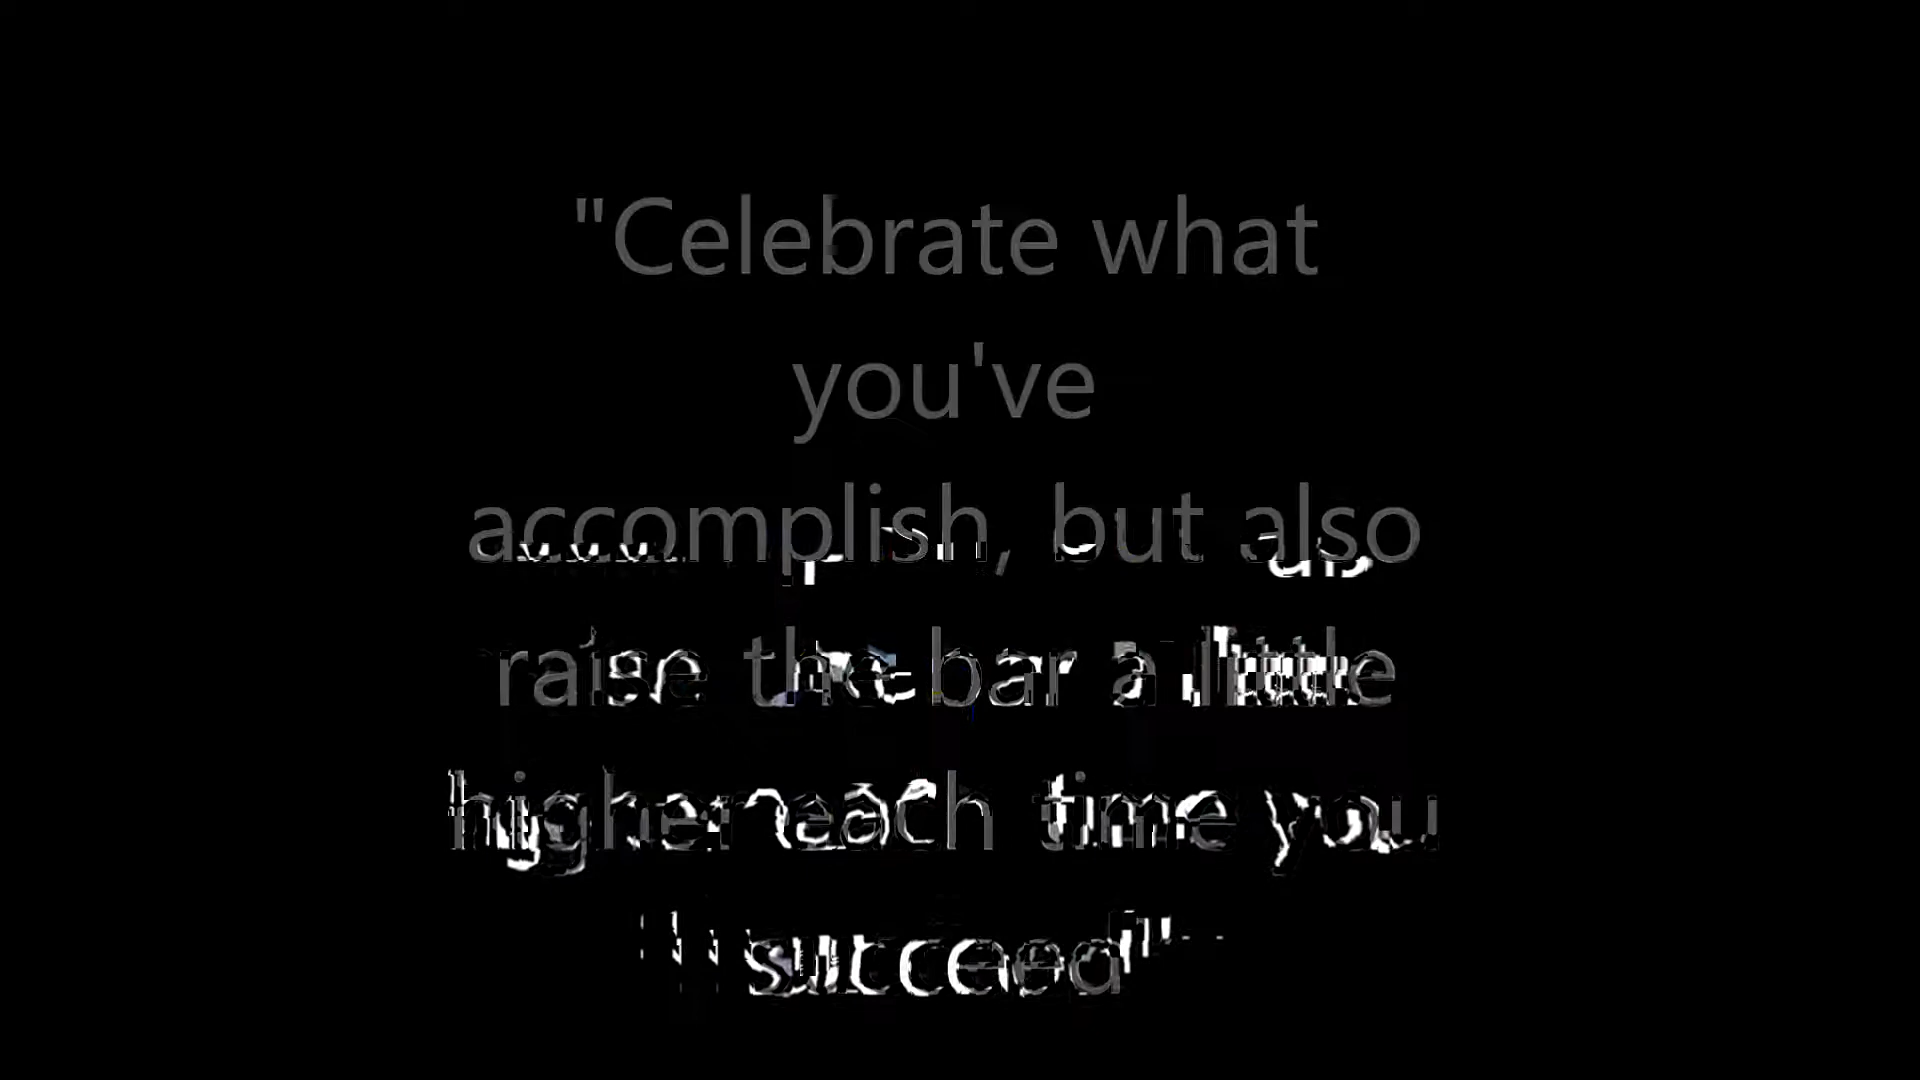 "Celebrate what
you've
accomplish, but also
raise the bar a little
higher each time you
succeed"